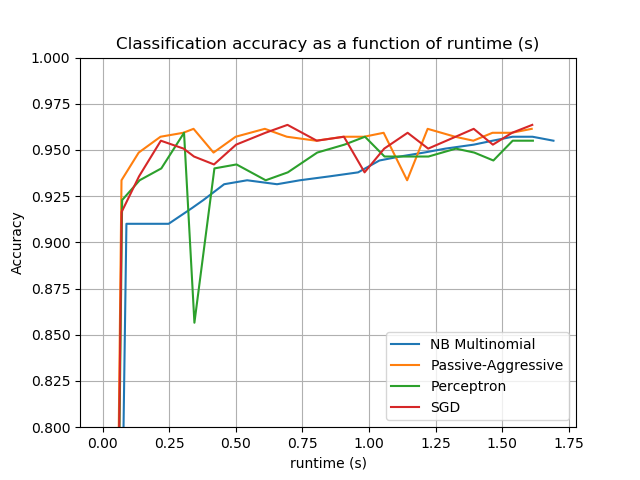 Classification accuracy as a function of runtime (s)
1.000
0.975
0.950
0.925
0.900
0.875
0.850
0.825
0.800
Accuracy
NB Multinomial
Passive-Aggressive
Perceptron
SGD
0.00 0.25 0.50 0.75 1.00 1.25 1.50 1.75
runtime (s)